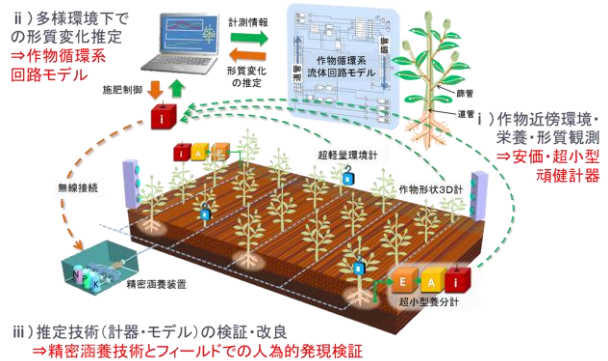 ⅱ）多様環境下で
の形質変化推定
⇒作物循環系
回路モデル
計測情報
形質変化
の推定
施肥制御
i
作物循環系
流体回路モデル
道管
師管
師管
道管
ⅰ）作物近傍環境・
栄養・形質観測
⇒安価・超小型
頑健計器
i A E
超軽量環境計
作物形状3D計
無線接続
N P K
精密涵養装置
E A i
超小型養分計
ⅲ）推定技術（計器・モデル）の検証・改良
⇒精密涵養技術とフィールドでの人為的発現検証